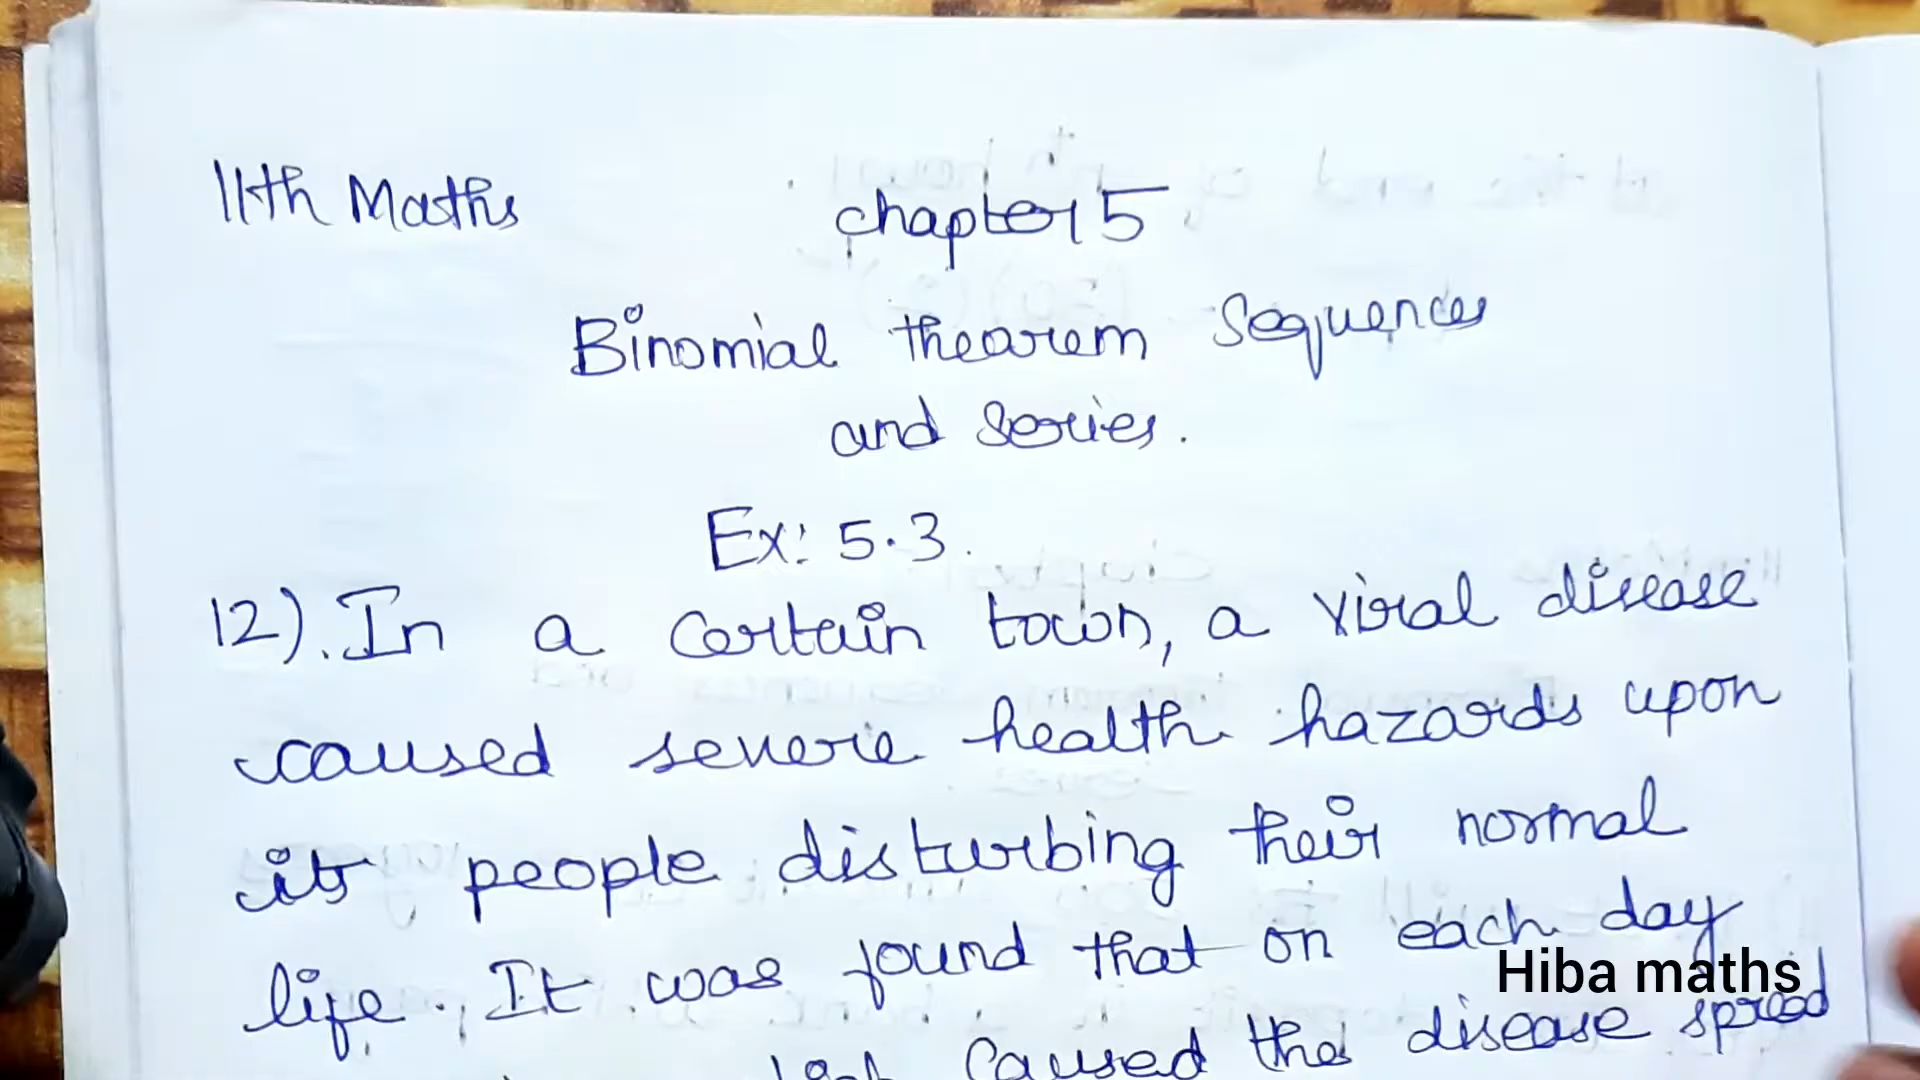 11th Maths chapter 5
Binomial thearem Sequences
and series.
Ex: 5.3.
12). In a certain town, a viral disease
caused severe health hazards upon
its people disturbing their normal
life. It was found that on each day
Hiba maths
caused the disease spread